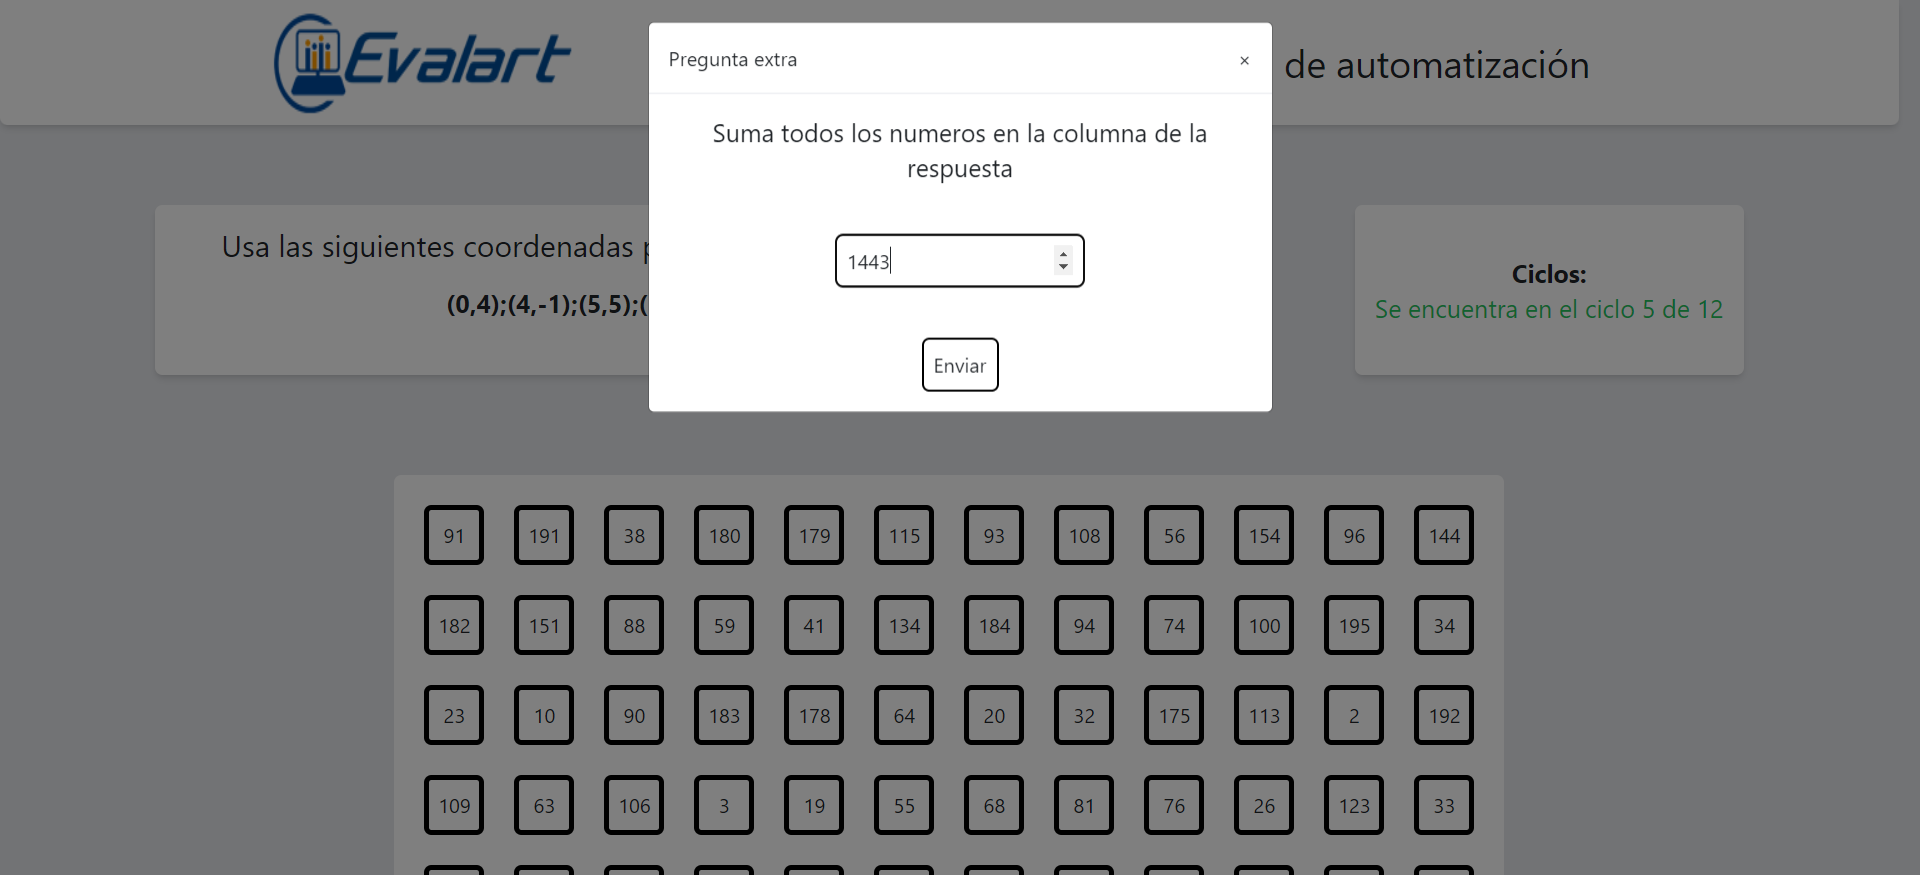 Evalart
de automatización
Pregunta extra
×
Suma todos los numeros en la columna de la
respuesta
1443
Enviar
Usa las siguientes coordenadas
(0,4);(4,-1);(5,5);(
Ciclos:
Se encuentra en el ciclo 5 de 12
91 191 38 180 179 115 93 108 56 154 96 144
182 151 88 59 41 134 184 94 74 100 195 34
23 10 90 183 178 64 20 32 175 113 2 192
109 63 106 3 19 55 68 81 76 26 123 33